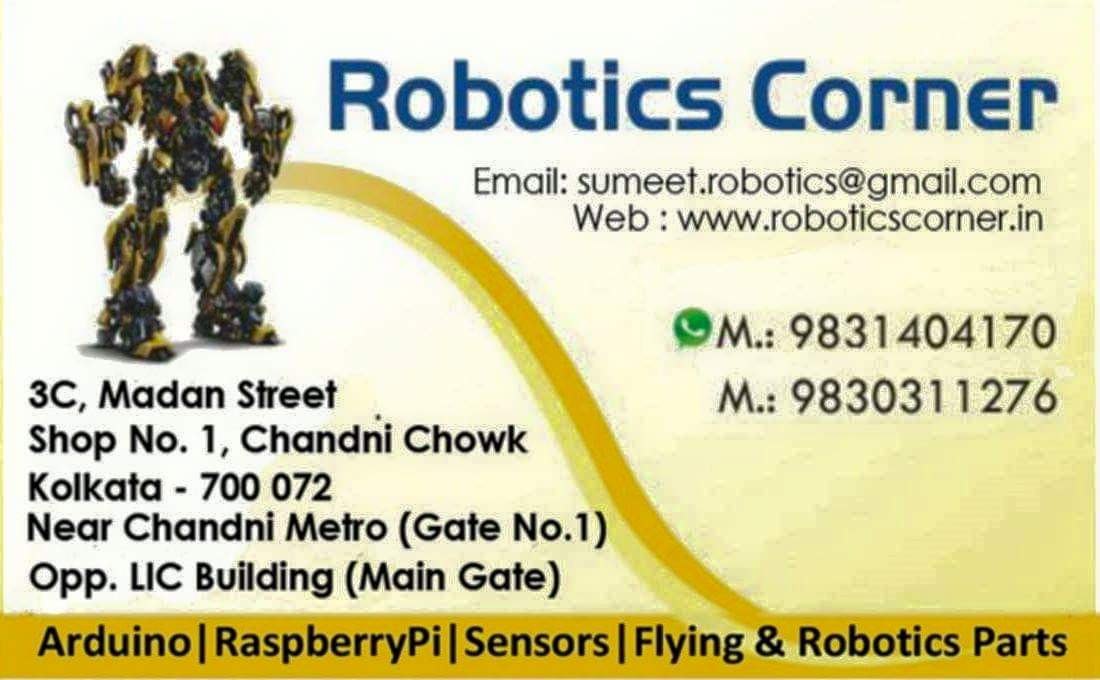 Robotics Corner
Email: sumeet.robotics@gmail.com
Web : www.roboticscorner.in
M.: 9831404170
M.: 9830311276
3C, Madan Street
Shop No. 1, Chandni Chowk
Kolkata - 700 072
Near Chandni Metro (Gate No.1)
Opp. LIC Building (Main Gate)
Arduino|RaspberryPi|Sensors|Flying & Robotics Parts